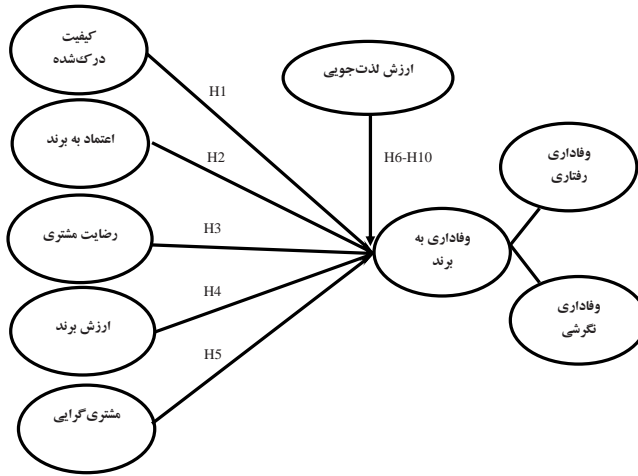 کیفیت
درک‌شده
ارزش لذت‌جویی
H1
اعتماد به برند
H2
H6-H10
وفاداری
رفتاری
رضایت مشتری
H3
وفاداری به
برند
H4
ارزش برند
وفاداری
نگرشی
H5
مشتری‌گرایی